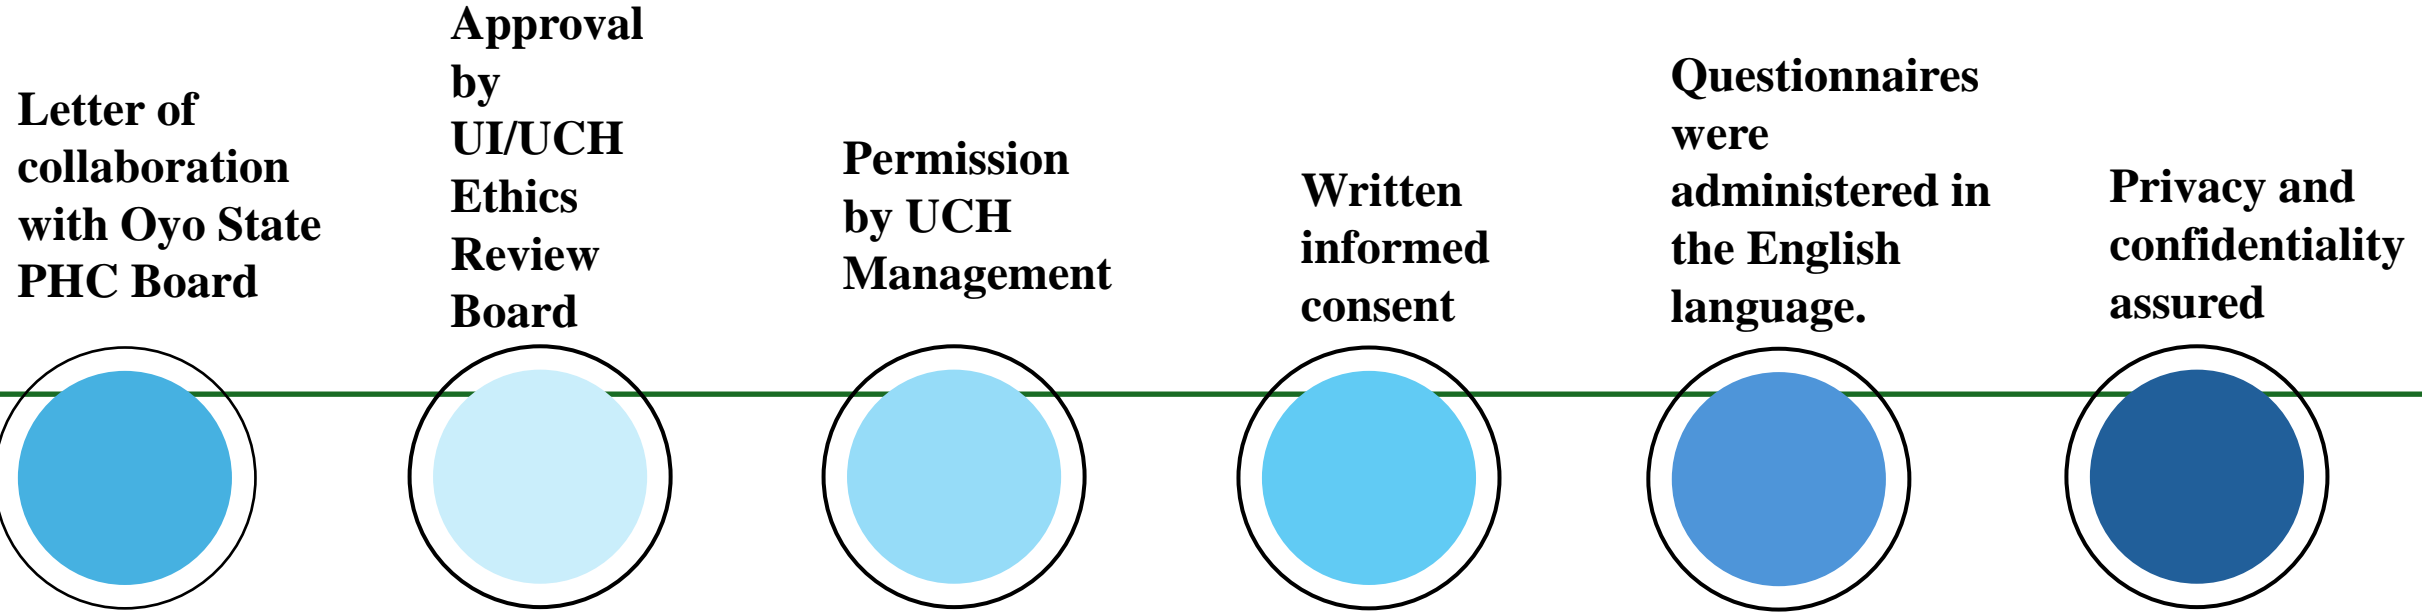 Letter of
collaboration
with Oyo State
PHC Board
Approval
by
UI/UCH
Ethics
Review
Board
Permission
by UCH
Management
Written
informed
consent
Questionnaires
were
administered in
the English
language.
Privacy and
confidentiality
assured